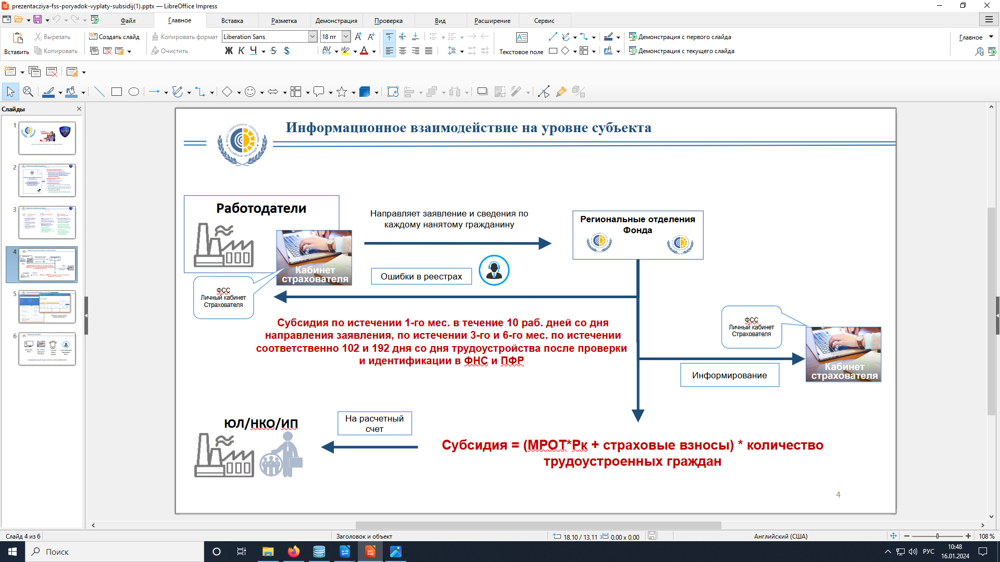 prezentacziya-fss-poryadok-vyplaty-subsidij(1).pptx — LibreOffice Impress
Файл
Главное
Вставка
Разметка
Демонстрация
Проверка
Вид
Расширение
Сервис
Вставить
Вырезать
Копировать
Создать слайд
Копировать формат
Очистить
Liberation Sans
18 пт
Текстовое поле
Демонстрация с первого слайда
Демонстрация с текущего слайда
Главное
Слайды
1
2
3
4
5
6
Информационное взаимодействие на уровне субъекта
Работодатели
Кабинет
страхователя
ФСС
Личный кабинет
Страхователя
Направляет заявление и сведения по
каждому нанятому гражданину
Региональные отделения
Фонда
Ошибки в реестрах
Субсидия по истечении 1-го мес. в течение 10 раб. дней со дня
направления заявления, по истечении 3-го и 6-го мес. по истечении
соответственно 102 и 192 дня со дня трудоустройства после проверки
и идентификации в ФНС и ПФР
ФСС
Личный кабинет
Страхователя
Кабинет
страхователя
Информирование
ЮЛ/НКО/ИП
На расчетный
счет
Субсидия = (МРОТ*Рк + страховые взносы) * количество
трудоустроенных граждан
4
Слайд 4 из 6
Заголовок и объект
18,10 / 13,11
0,00 x 0,00
Английский (США)
108 %
Поиск
РУС
10:48
16.01.2024